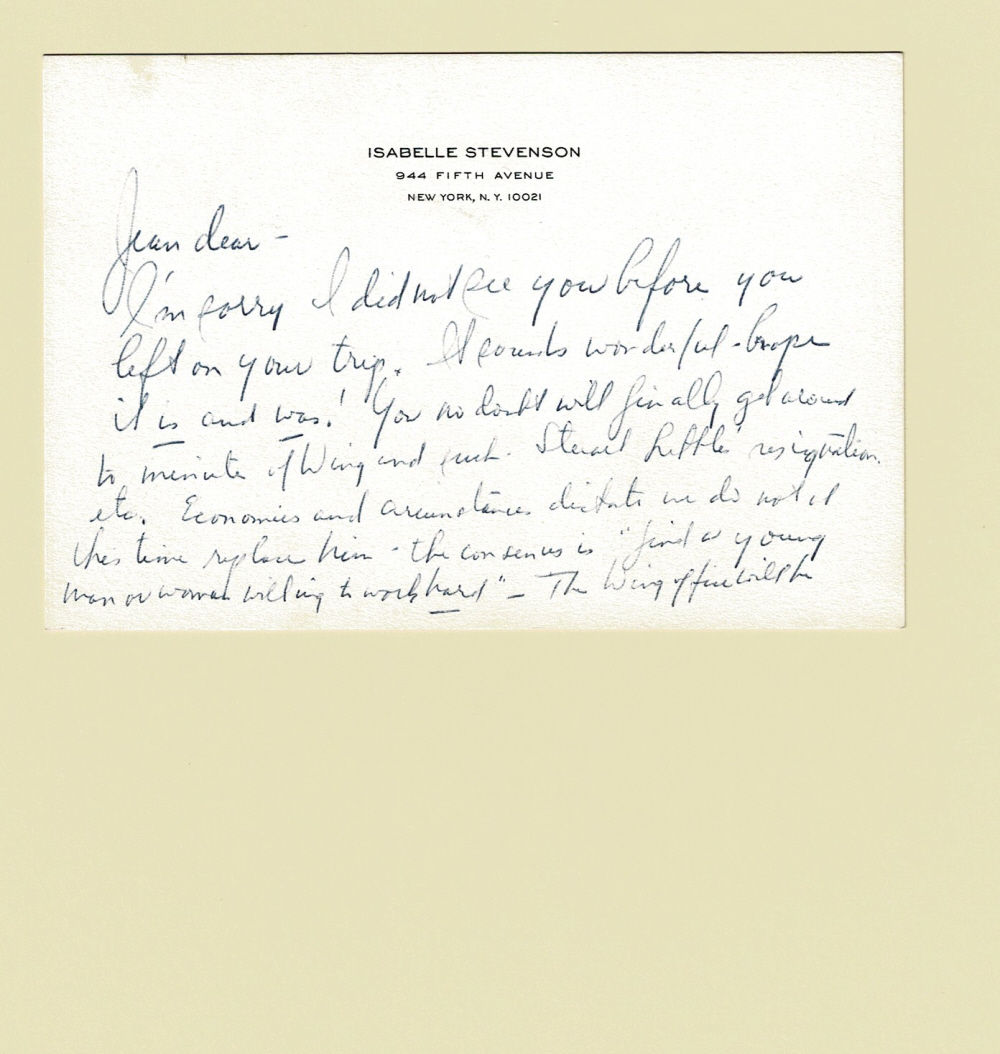 ISABELLE STEVENSON
944 FIFTH AVENUE
NEW YORK, N.Y. 10021
Jean dear -
I'm sorry I did not see you before you
left on your trip. It sounds wonderful - hope
it is and was! You no doubt will finally get around
to minutes of Wing and such. Stewart Little's resignation
etc. Economics and circumstances dictate we do not at
this time replace him - the consensus is "find a young
man or woman willing to work hard" - The Wing office will be